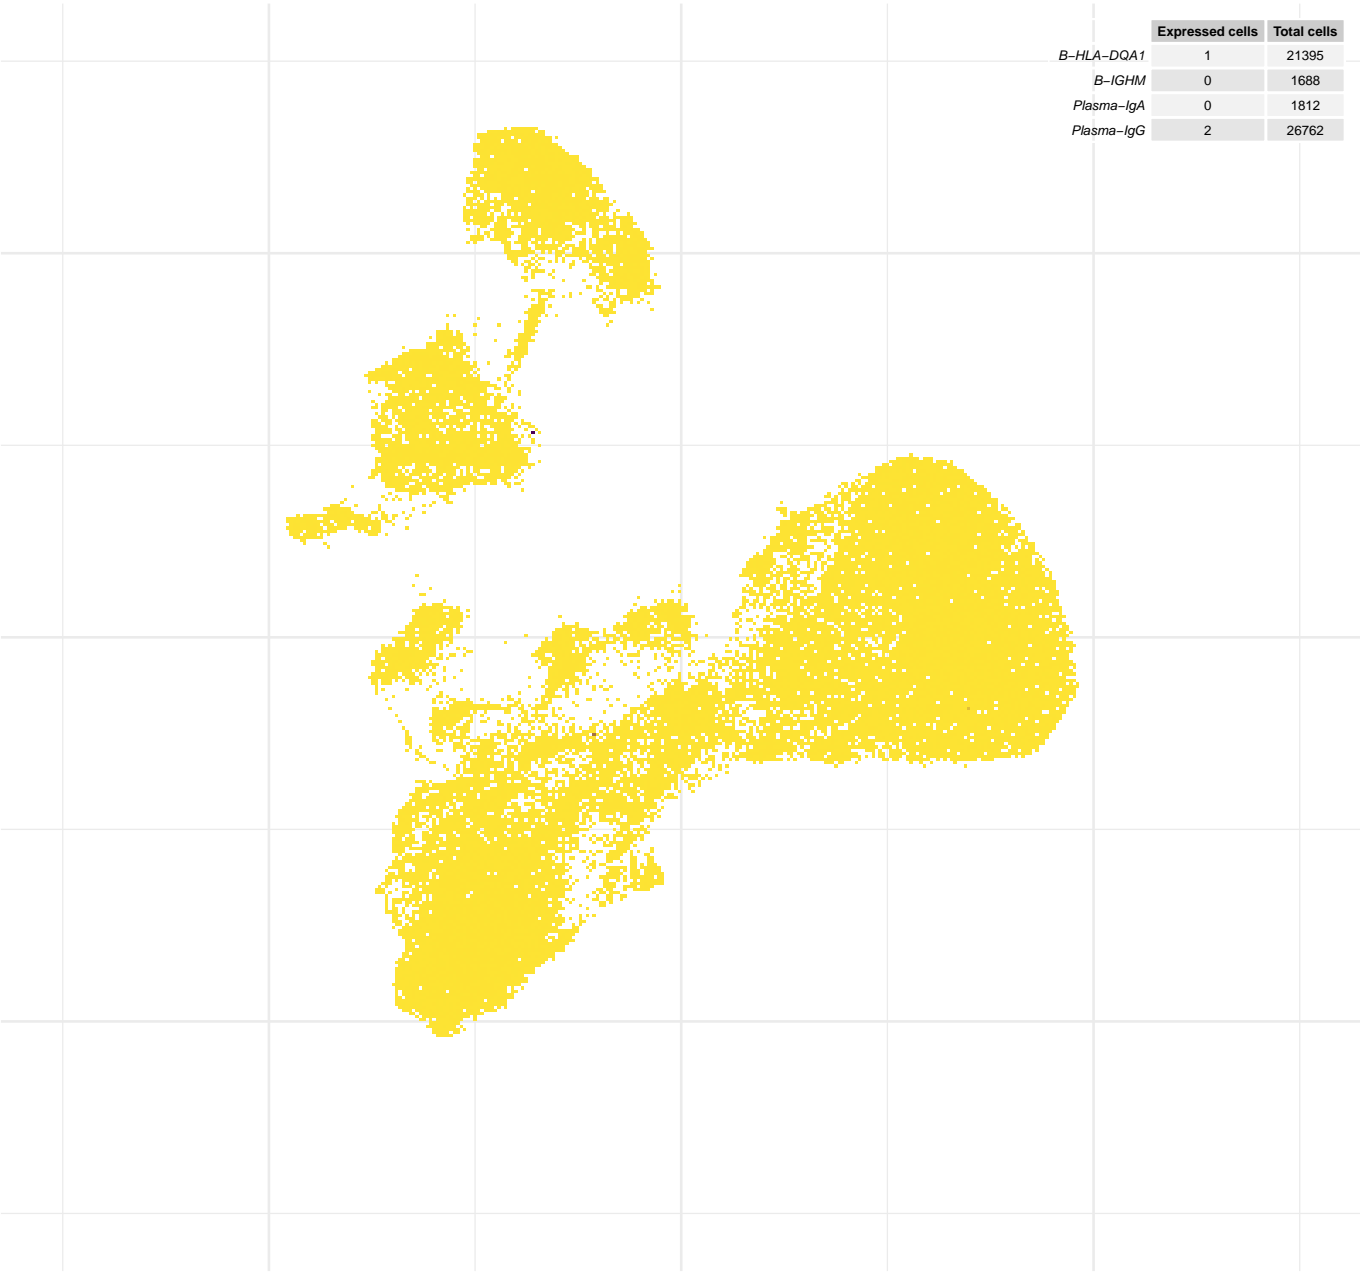 Expressed cells Total cells
B−HLA−DQA1 1 21395
B−IGHM 0 1688
Plasma−IgA 0 1812
Plasma−IgG 2 26762